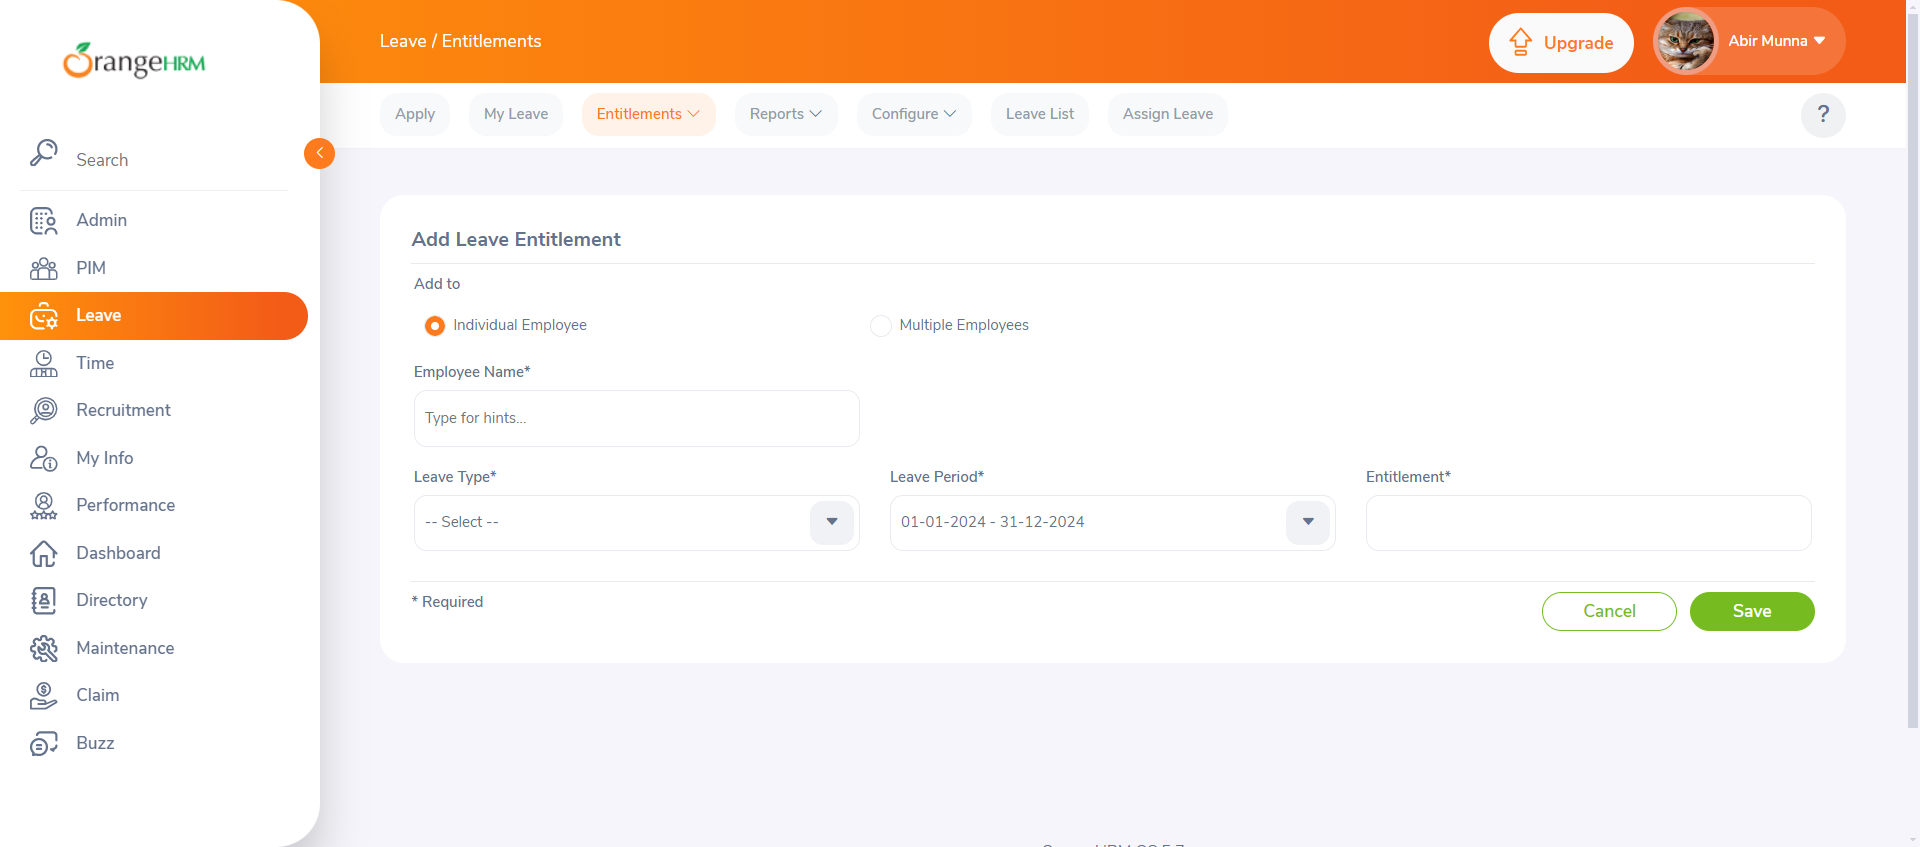 OrangeHRM
Search
Admin
PIM
Leave
Time
Recruitment
My Info
Performance
Dashboard
Directory
Maintenance
Claim
Buzz
Leave / Entitlements
Upgrade
Abir Munna
Apply
My Leave
Entitlements
Reports
Configure
Leave List
Assign Leave
?
Add Leave Entitlement
Add to
Individual Employee
Multiple Employees
Employee Name*
Type for hints...
Leave Type*
Leave Period*
Entitlement*
-- Select --
01-01-2024 - 31-12-2024
* Required
Cancel
Save